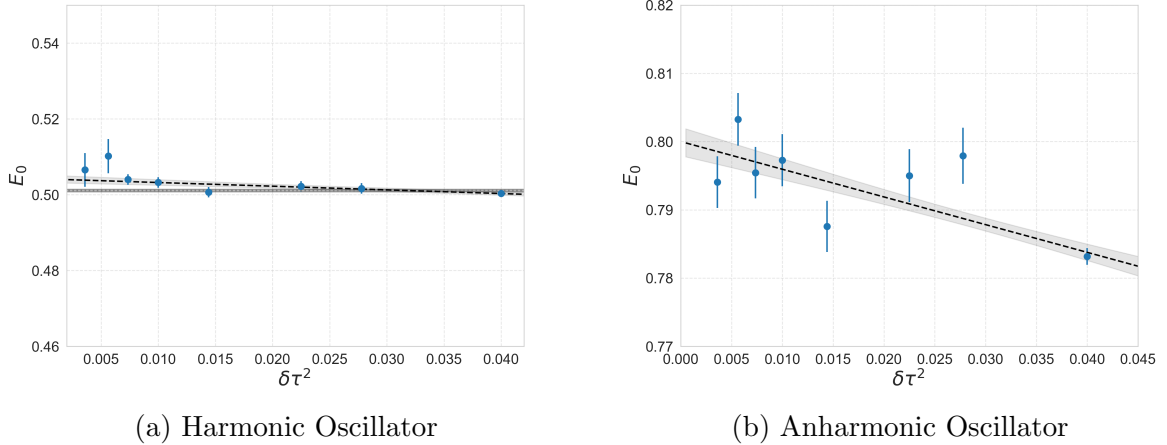 0.54
0.52
0.50
0.48
0.46
E₀
0.005 0.010 0.015 0.020 0.025 0.030 0.035 0.040
δτ²
(a) Harmonic Oscillator
0.82
0.81
0.80
0.79
0.78
0.77
E₀
0.000 0.005 0.010 0.015 0.020 0.025 0.030 0.035 0.040 0.045
δτ²
(b) Anharmonic Oscillator